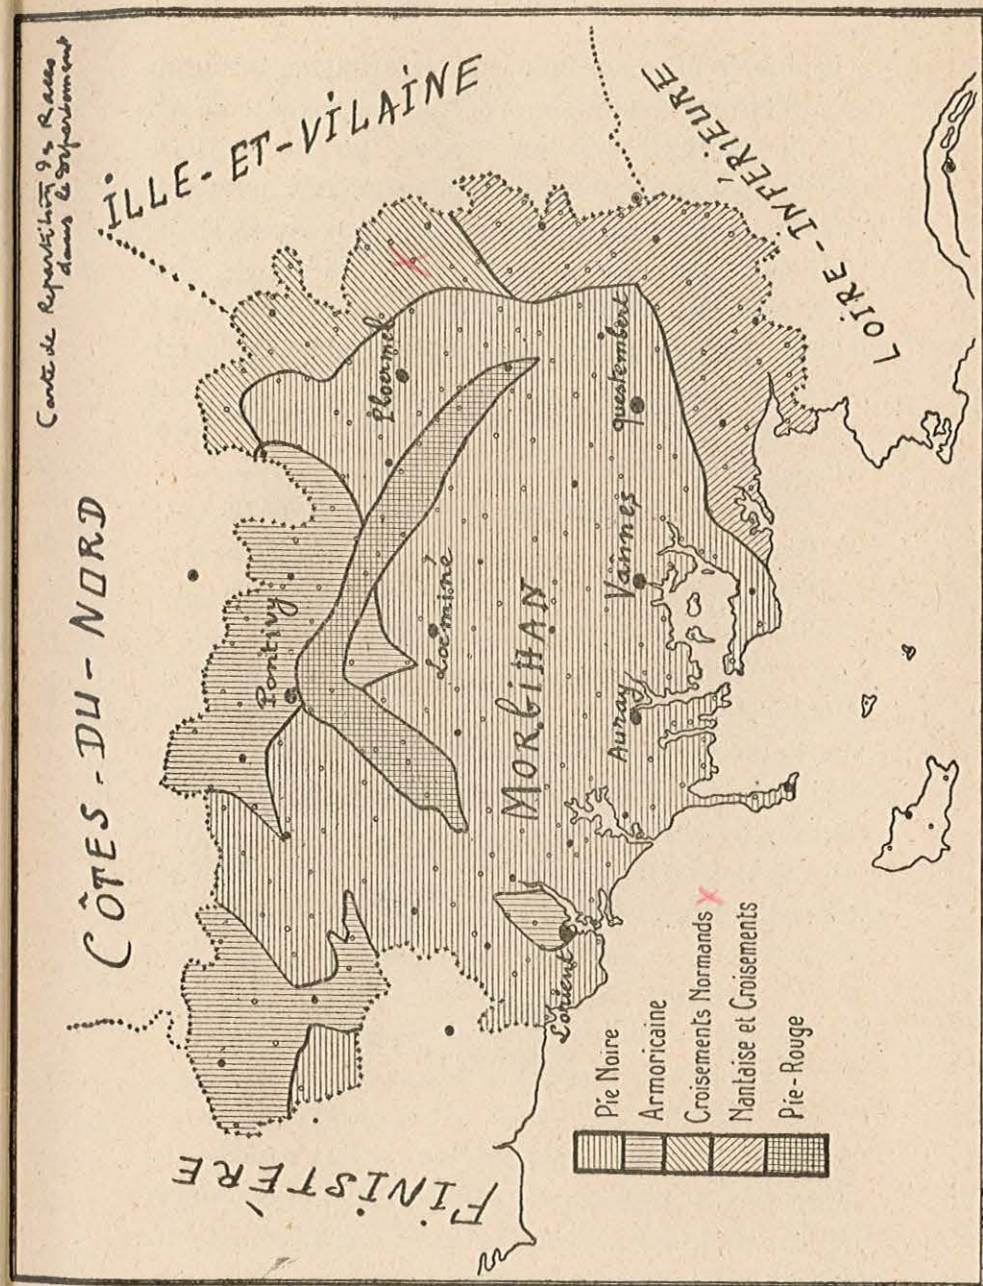 Carte de Répartition des Races
dans le Département
CÔTES-DU-NORD
ILLE-ET-VILAINE
FINISTÈRE
LOIRE-INFÉRIEURE
Pontivy
Ploermel
Locminé
MORBIHAN
Questembert
Vannes
Auray
Lorient
Pie Noire
Armoricaine
Croisements Normands X
Nantaise et Croisements
Pie-Rouge
X